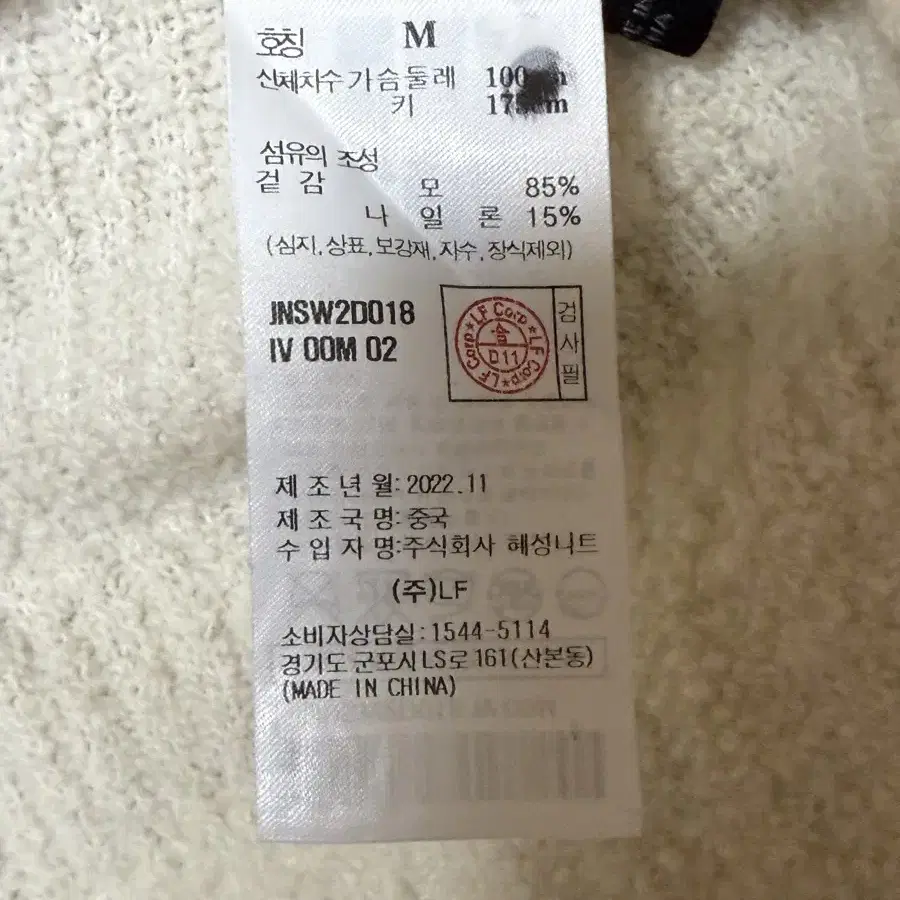 호칭 M
신체치수 가슴둘레 100
키 17
섬유의 조성
겉감 모 85%
나일론 15%
(심지,상표,보강재,자수,장식제외)
JNSW2D018
IV 00M 02
LF Corp★LF Corp★LF Corp★
D11
검사필
제조년월:2022.11
제조국명:중국
수입자명:주식회사 혜성니트
(주)LF
소비자상담실:1544-5114
경기도 군포시 LS로 161(산본동)
(MADE IN CHINA)